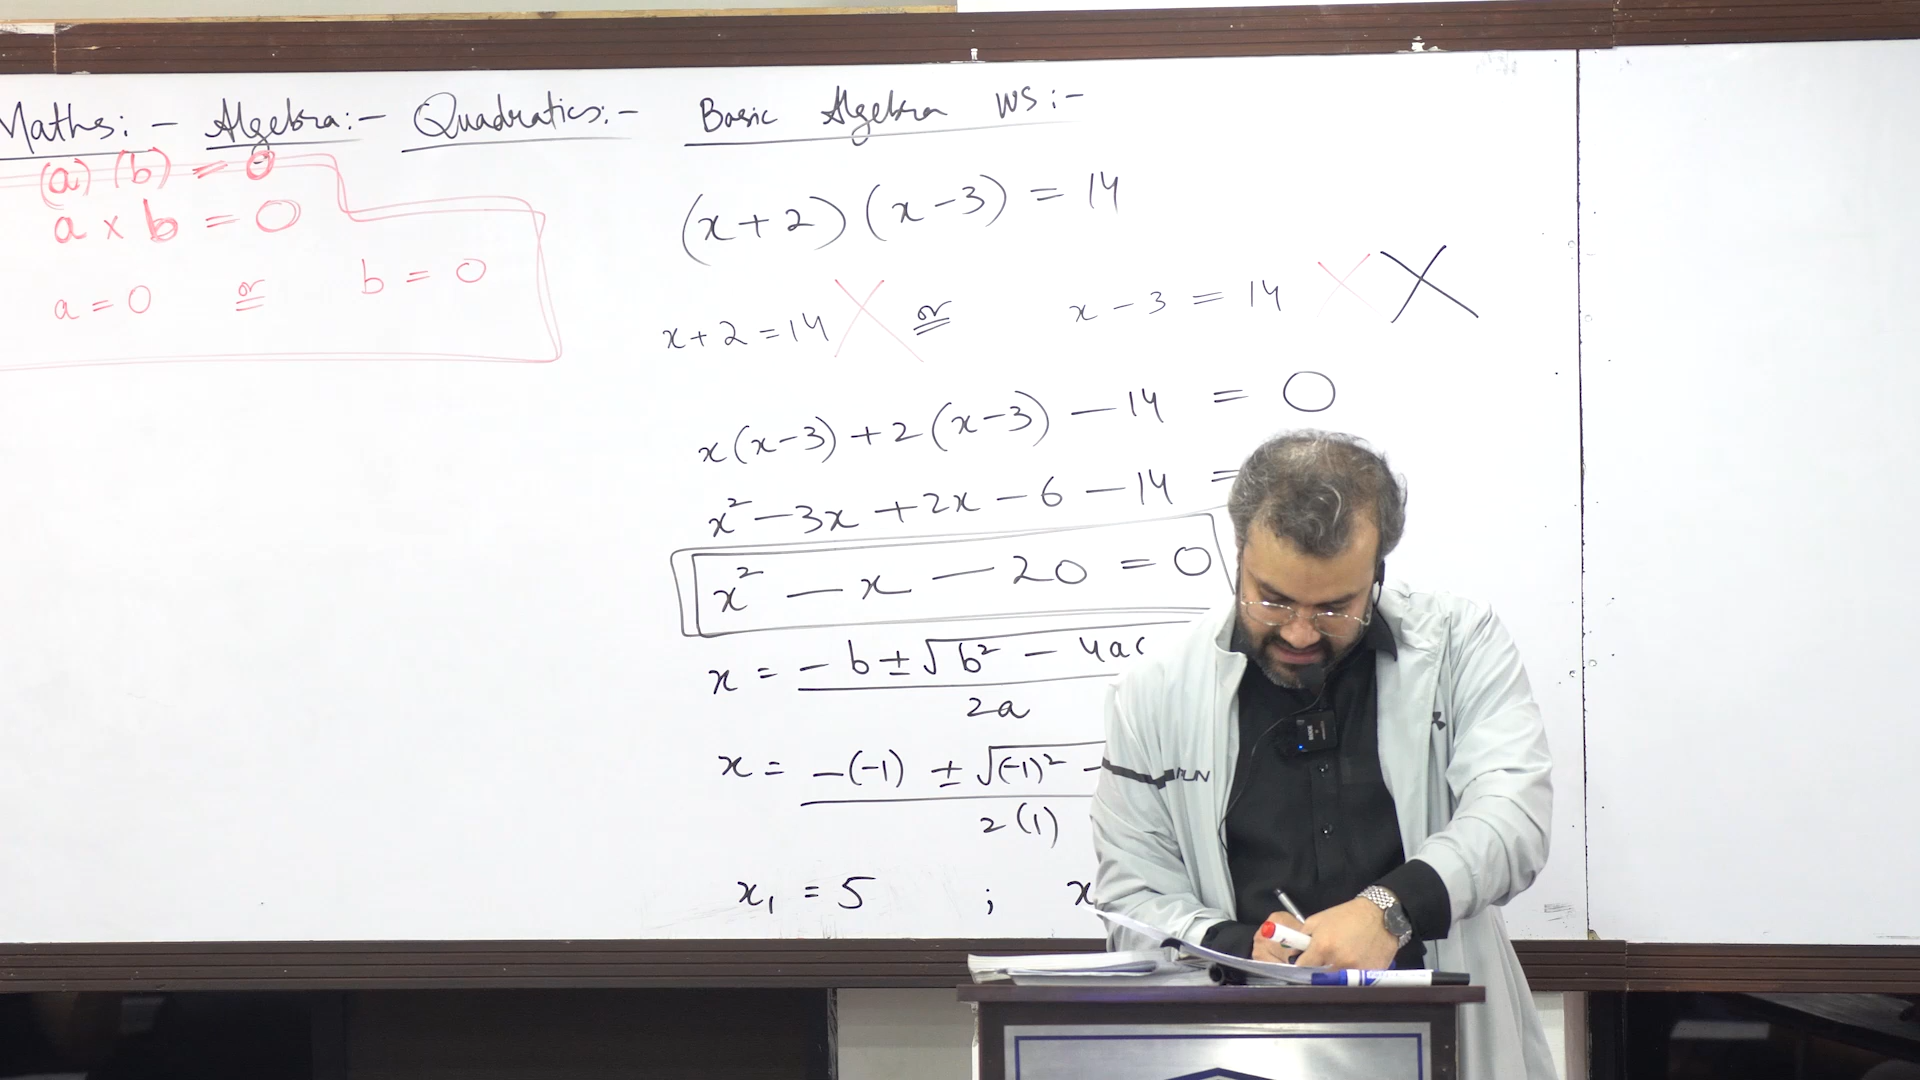 Maths:- Algebra:- Quadratics:- Basic Algebra WS:-
(a) (b) = 0
a × b = 0
a = 0 or b = 0
(x+2)(x-3) = 14
x+2 = 14 or x-3 = 14
x(x-3)+2(x-3)-14 = 0
x²-3x+2x-6-14 =
x²-x-20 = 0
x = -b±√b²-4ac
2a
x = -(-1) ±√(-1)² -
2(1)
x₁ = 5 ; x